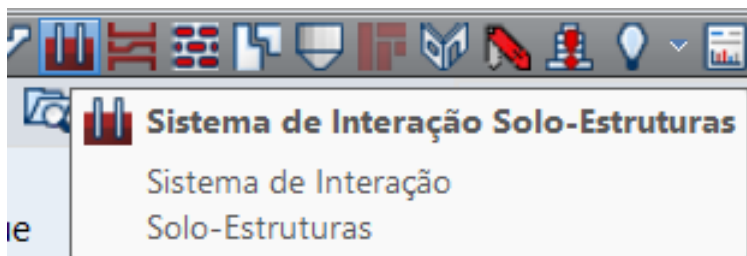 Sistema de Interação Solo-Estruturas
Sistema de Interação
Solo-Estruturas